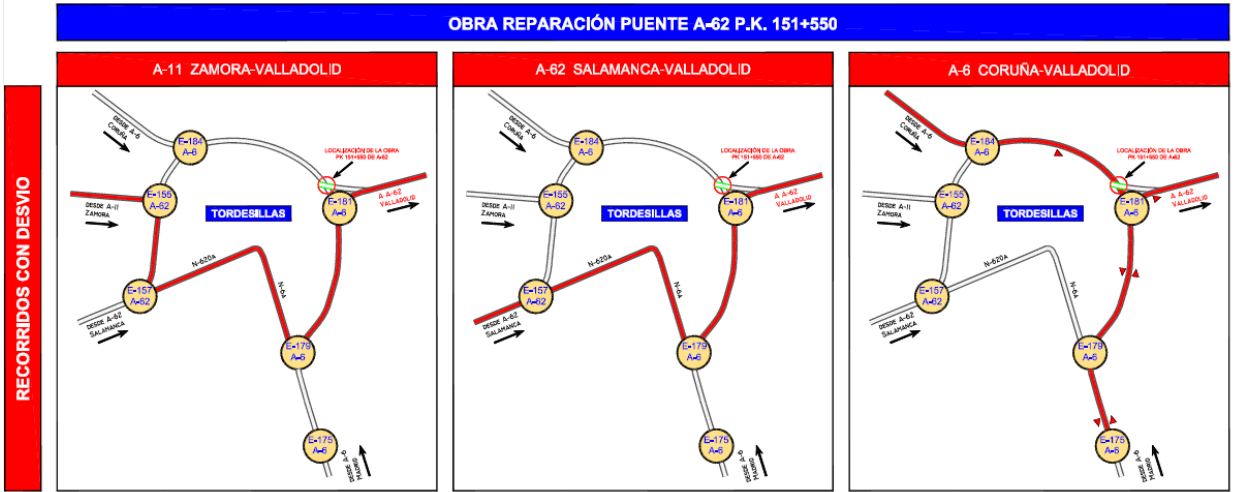 OBRA REPARACIÓN PUENTE A-62 P.K. 151+550
RECORRIDOS CON DESVIO
A-11 ZAMORA-VALLADOLID
DESDE A-6
CORUÑA
E-184
A-6
LOCALIZACIÓN DE LA OBRA
PK 151+550 DE A-62
E-155
A-62
DESDE A-11
ZAMORA
TORDESILLAS
E-181
A-6
A A-62
VALLADOLID
N-620a
N-6a
E-157
A-62
DESDE A-62
SALAMANCA
E-179
A-6
E-175
A-6
DESDE A-6
MADRID
A-62 SALAMANCA-VALLADOLID
DESDE A-6
CORUÑA
E-184
A-6
LOCALIZACIÓN DE LA OBRA
PK 151+550 DE A-62
E-155
A-62
DESDE A-11
ZAMORA
TORDESILLAS
E-181
A-6
A A-62
VALLADOLID
N-620a
N-6a
E-157
A-62
DESDE A-62
SALAMANCA
E-179
A-6
E-175
A-6
DESDE A-6
MADRID
A-6 CORUÑA-VALLADOLID
DESDE A-6
CORUÑA
E-184
A-6
LOCALIZACIÓN DE LA OBRA
PK 151+550 DE A-62
E-155
A-62
DESDE A-11
ZAMORA
TORDESILLAS
E-181
A-6
A A-62
VALLADOLID
N-620a
N-6a
E-157
A-62
DESDE A-62
SALAMANCA
E-179
A-6
E-175
A-6
DESDE A-6
MADRID